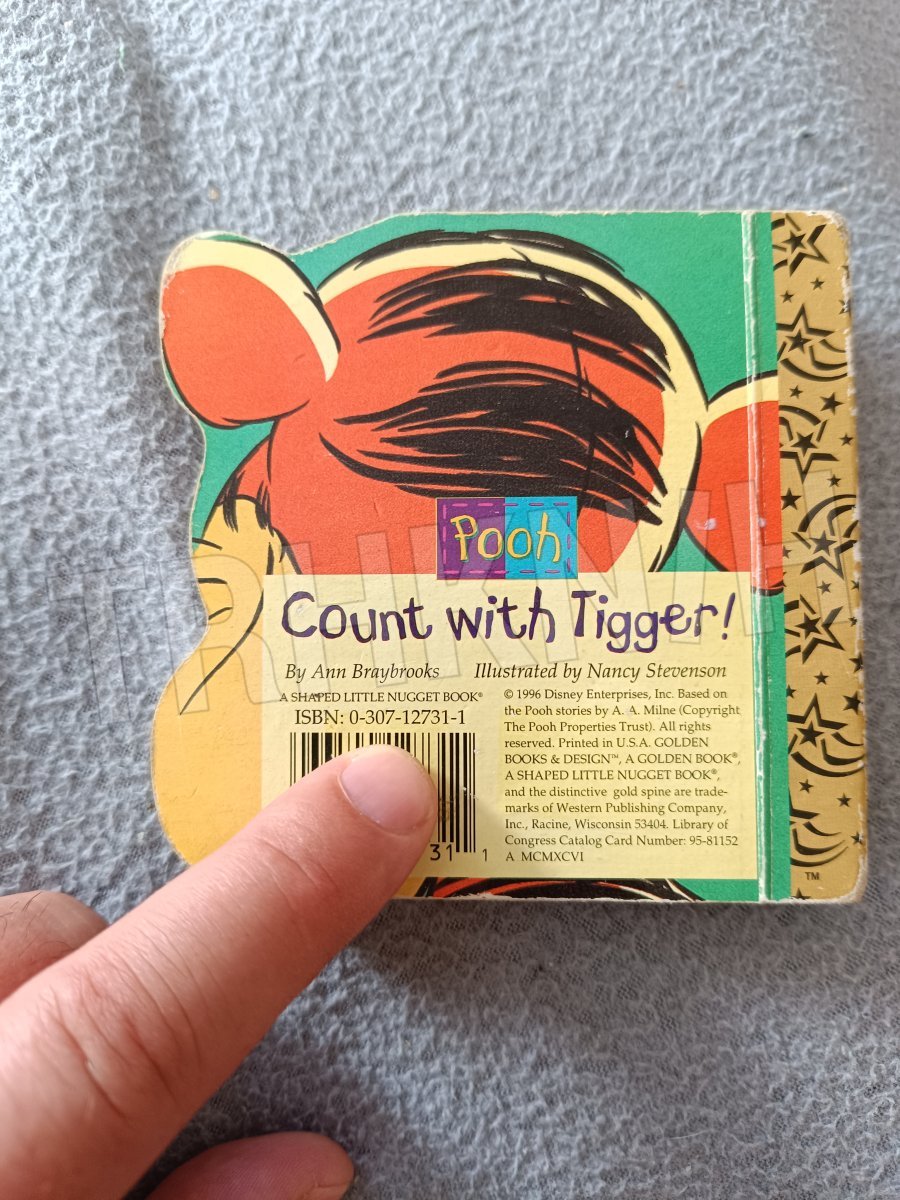 Pooh
Count with Tigger!
By Ann Braybrooks Illustrated by Nancy Stevenson
A SHAPED LITTLE NUGGET BOOK®
ISBN: 0-307-12731-1
31 1
© 1996 Disney Enterprises, Inc. Based on
the Pooh stories by A. A. Milne (Copyright
The Pooh Properties Trust). All rights
reserved. Printed in U.S.A. GOLDEN
BOOKS & DESIGN™, A GOLDEN BOOK®,
A SHAPED LITTLE NUGGET BOOK®,
and the distinctive gold spine are trade-
marks of Western Publishing Company,
Inc., Racine, Wisconsin 53404. Library of
Congress Catalog Card Number: 95-81152
A MCMXCVI
TM